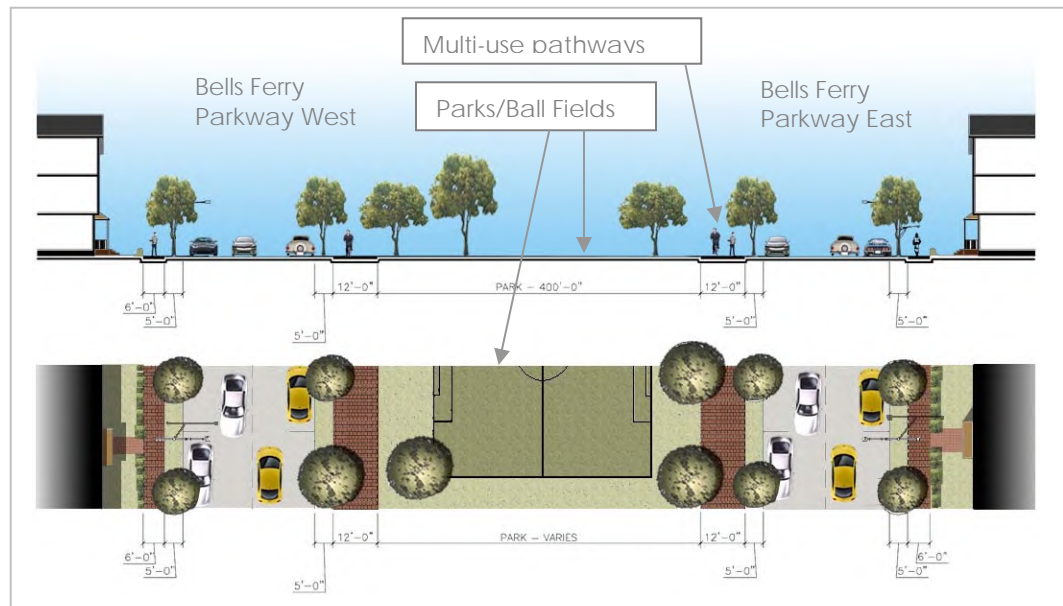 Multi-use pathways
Bells Ferry
Parkway West
Parks/Ball Fields
Bells Ferry
Parkway East
12'-0"
PARK - 400'-0"
12'-0"
6'-0"
5'-0"
5'-0"
5'-0"
5'-0"
12'-0"
PARK - VARIES
12'-0"
6'-0"
5'-0"
5'-0"
5'-0"
5'-0"
6'-0"